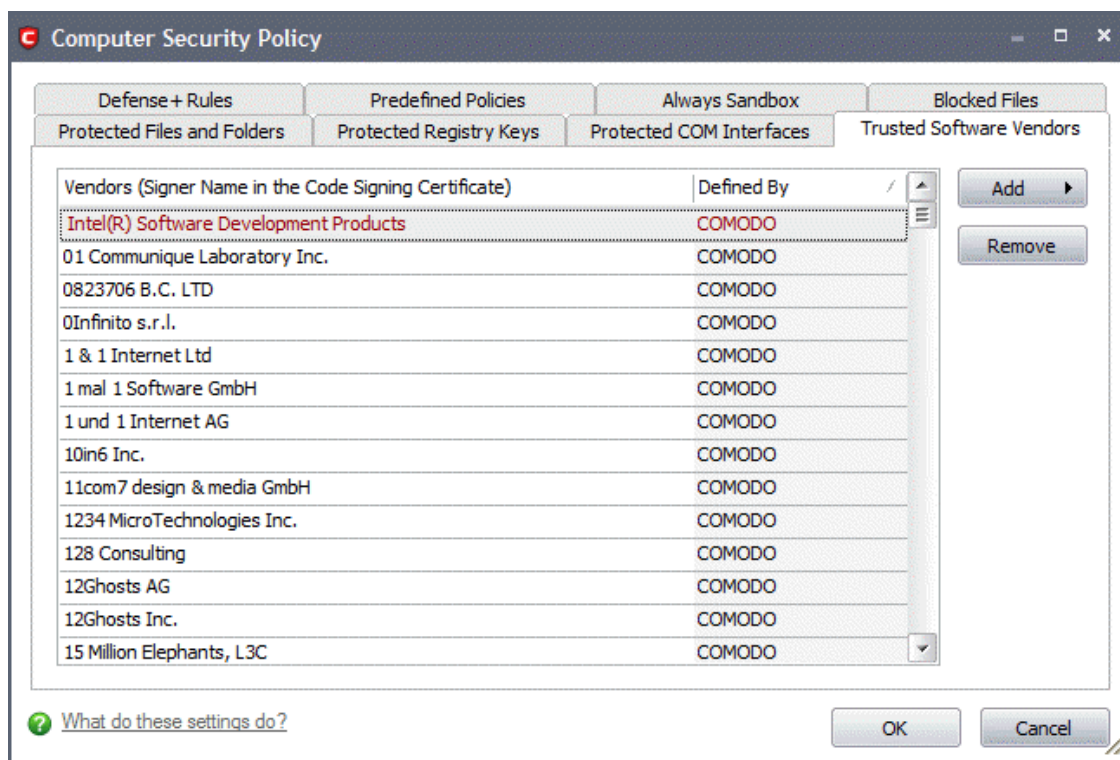 Computer Security Policy
Defense+ Rules Predefined Policies Always Sandbox Blocked Files
Protected Files and Folders Protected Registry Keys Protected COM Interfaces Trusted Software Vendors
Vendors (Signer Name in the Code Signing Certificate) Defined By Add
Intel(R) Software Development Products COMODO
Remove
01 Communique Laboratory Inc. COMODO
0823706 B.C. LTD COMODO
0Infinito s.r.l. COMODO
1 & 1 Internet Ltd COMODO
1 mal 1 Software GmbH COMODO
1 und 1 Internet AG COMODO
10in6 Inc. COMODO
11com7 design & media GmbH COMODO
1234 MicroTechnologies Inc. COMODO
128 Consulting COMODO
12Ghosts AG COMODO
12Ghosts Inc. COMODO
15 Million Elephants, L3C COMODO
What do these settings do? OK Cancel